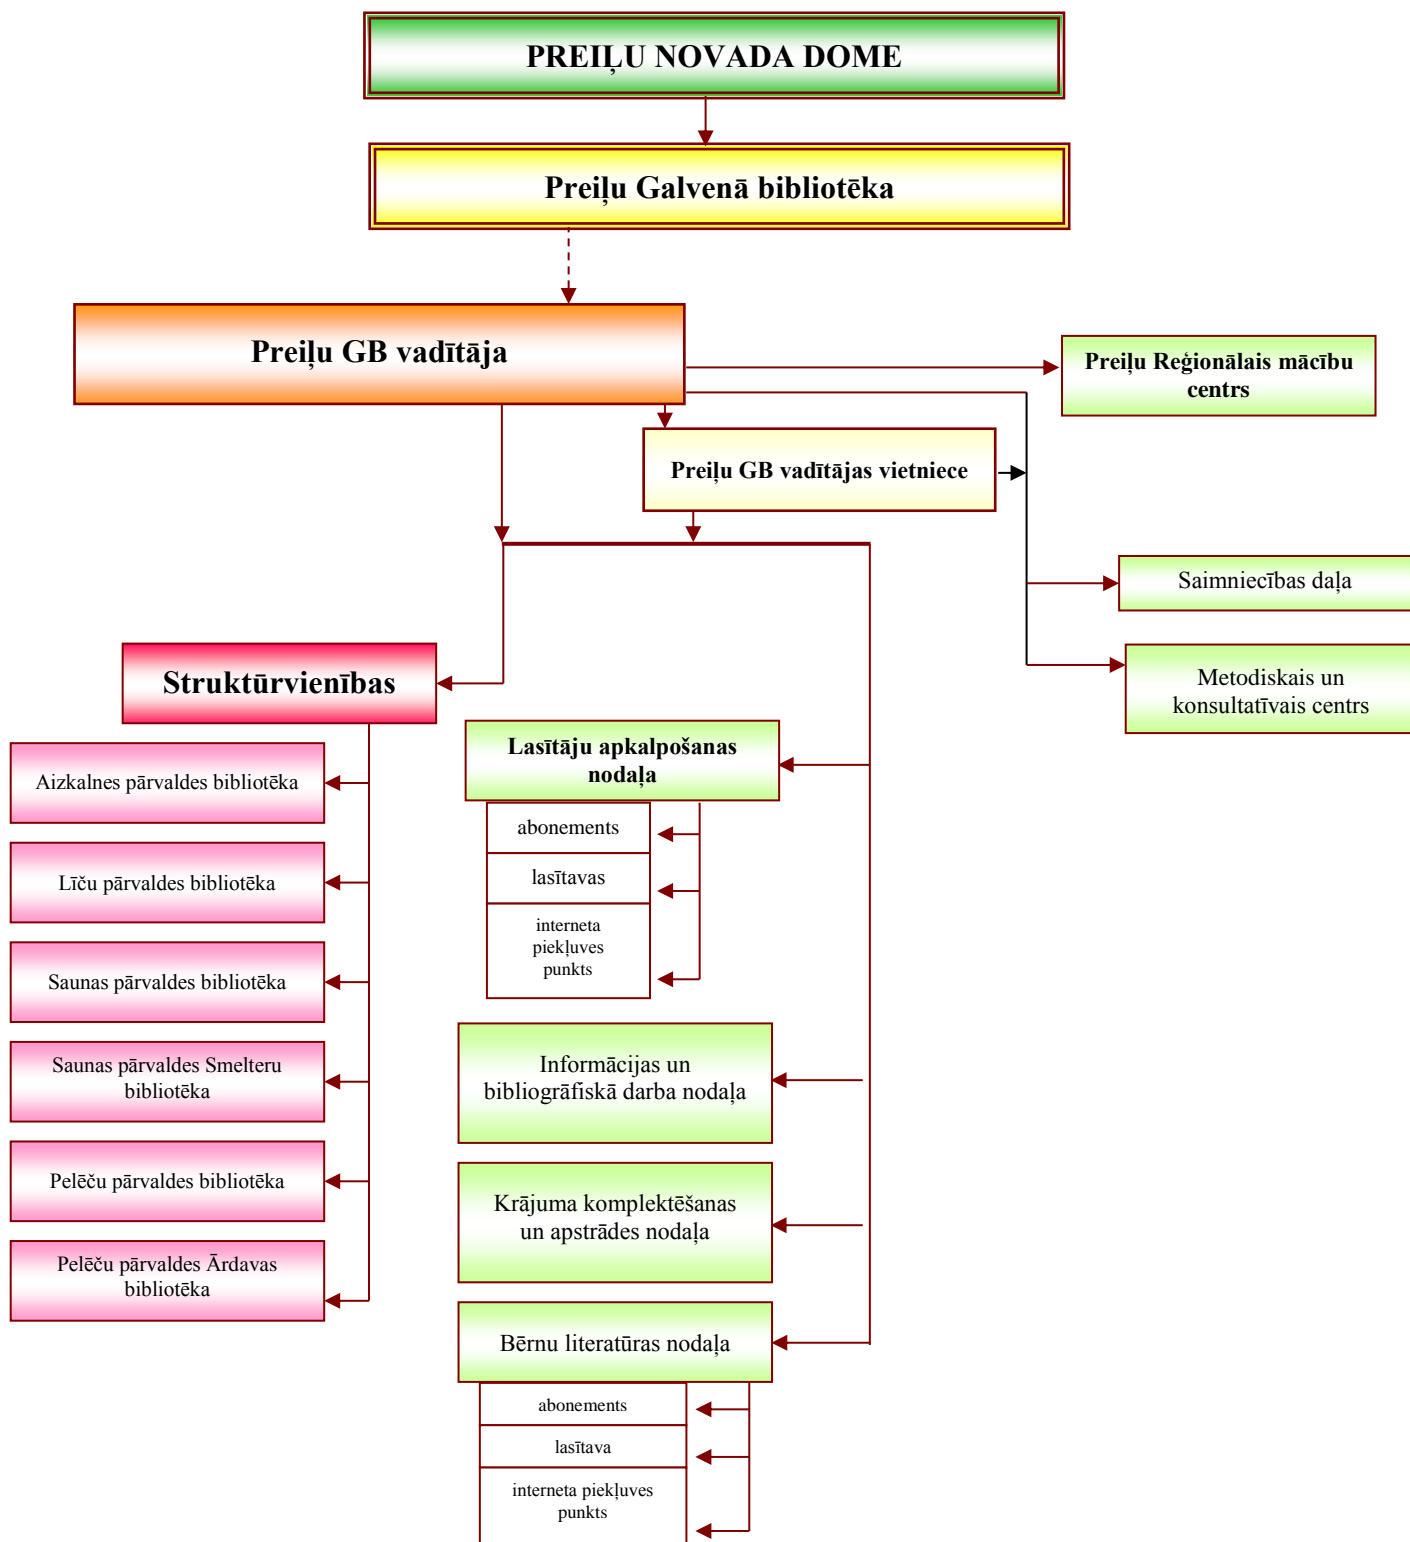 PREIĻU NOVADA DOME
Preiļu Galvenā bibliotēka
Preiļu GB vadītāja
Preiļu Reģionālais mācību
centrs
Preiļu GB vadītājas vietniece
Saimniecības daļa
Metodiskais un
konsultatīvais centrs
Struktūrvienības
Aizkalnes pārvaldes bibliotēka
Līču pārvaldes bibliotēka
Saunas pārvaldes bibliotēka
Saunas pārvaldes Smelteru
bibliotēka
Pelēču pārvaldes bibliotēka
Pelēču pārvaldes Ārdavas
bibliotēka
Lasītāju apkalpošanas
nodaļa
abonements
lasītavas
interneta
piekļuves
punkts
Informācijas un
bibliogrāfiskā darba nodaļa
Krājuma komplektēšanas
un apstrādes nodaļa
Bērnu literatūras nodaļa
abonements
lasītava
interneta piekļuves
punkts